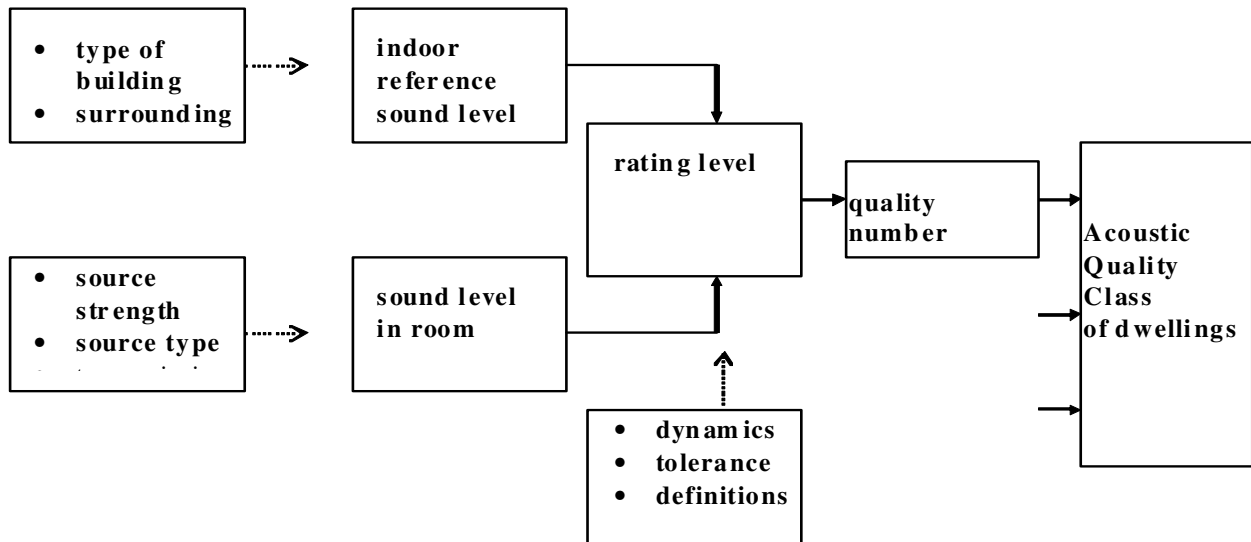 • type of
building
• surrounding
indoor
reference
sound level
rating level
quality
number
Acoustic
Quality
Class
of dwellings
• source
strength
• source type
sound level
in room
• dynamics
• tolerance
• definitions